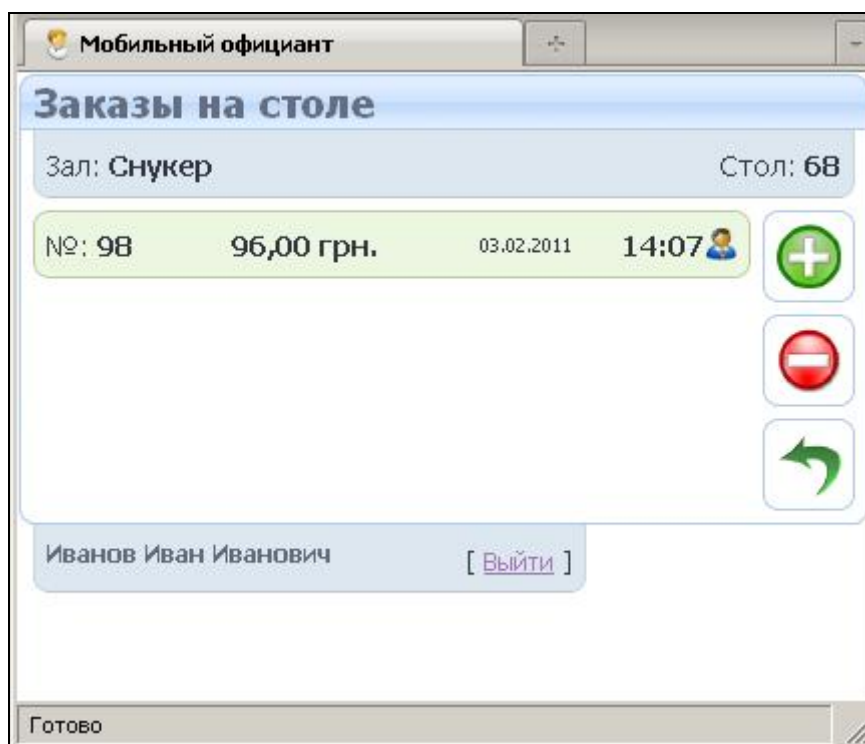 Мобильный официант
Заказы на столе
Зал: Снукер Стол: 68
№: 98 96,00 грн. 03.02.2011 14:07
Иванов Иван Иванович [ Выйти ]
Готово